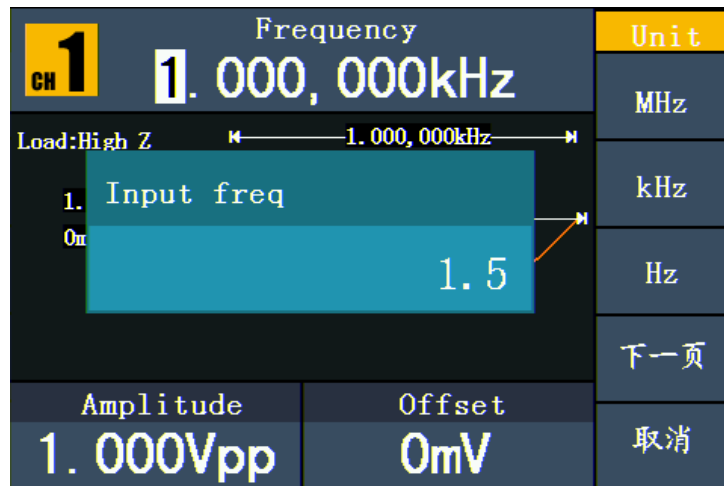 Frequency
CH 1
1.000,000kHz
Load:High Z
1.000,000kHz
1.
0m
Input freq
1.5
Amplitude
1.000Vpp
Offset
0mV
Unit
MHz
kHz
Hz
下一页
取消